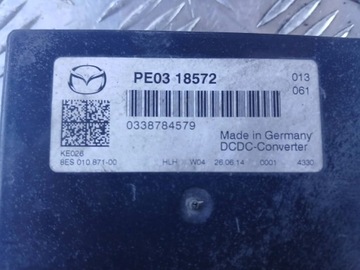 PE03 18572
013
061
0338784579
Made in Germany
DCDC-Converter
KE026
8ES 010.871-00
HLH W04 26.06.14 0001 4330